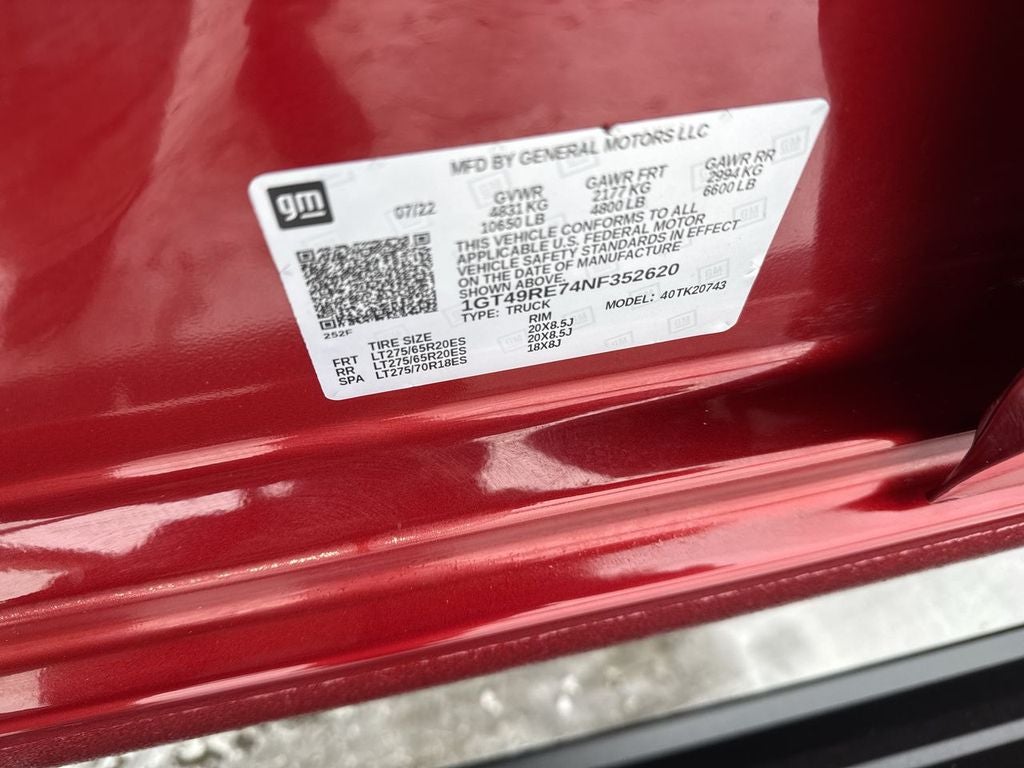 MFD BY GENERAL MOTORS LLC
gm
07/22
GVWR GAWR FRT GAWR RR
4831 KG 2177 KG 2994 KG
10650 LB 4800 LB 6600 LB
THIS VEHICLE CONFORMS TO ALL
APPLICABLE U.S. FEDERAL MOTOR
VEHICLE SAFETY STANDARDS IN EFFECT
ON THE DATE OF MANUFACTURE
SHOWN ABOVE.
1GT49RE74NF352620
TYPE: TRUCK MODEL: 40TK20743
252F
TIRE SIZE RIM
FRT LT275/65R20ES 20X8.5J
RR LT275/65R20ES 20X8.5J
SPA LT275/70R18ES 18X8J